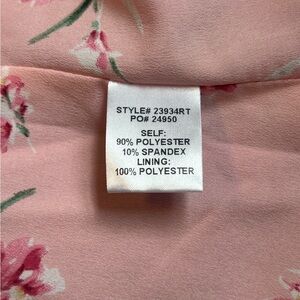 STYLE# 23934RT
PO# 24950
SELF:
90% POLYESTER
10% SPANDEX
LINING:
100% POLYESTER